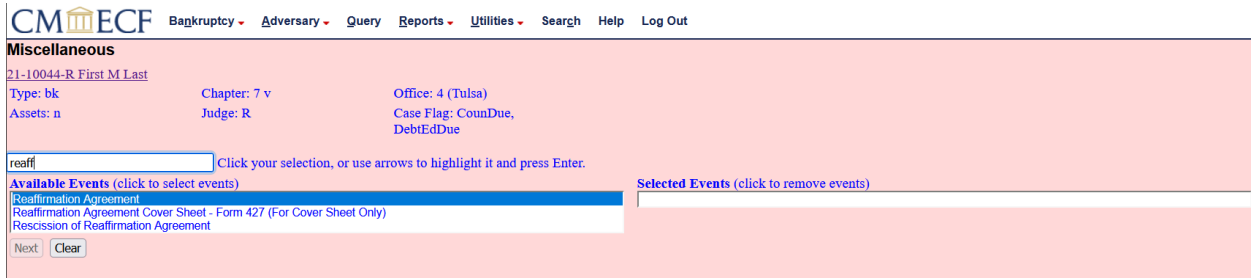 CM ECF Bankruptcy Adversary Query Reports Utilities Search Help Log Out
Miscellaneous
21-10044-R First M Last
Type: bk Chapter: 7 v Office: 4 (Tulsa)
Assets: n Judge: R Case Flag: CounDue,
DebtEdDue
reaff Click your selection, or use arrows to highlight it and press Enter.
Available Events (click to select events) Selected Events (click to remove events)
Reaffirmation Agreement
Reaffirmation Agreement Cover Sheet - Form 427 (For Cover Sheet Only)
Rescission of Reaffirmation Agreement
Next Clear